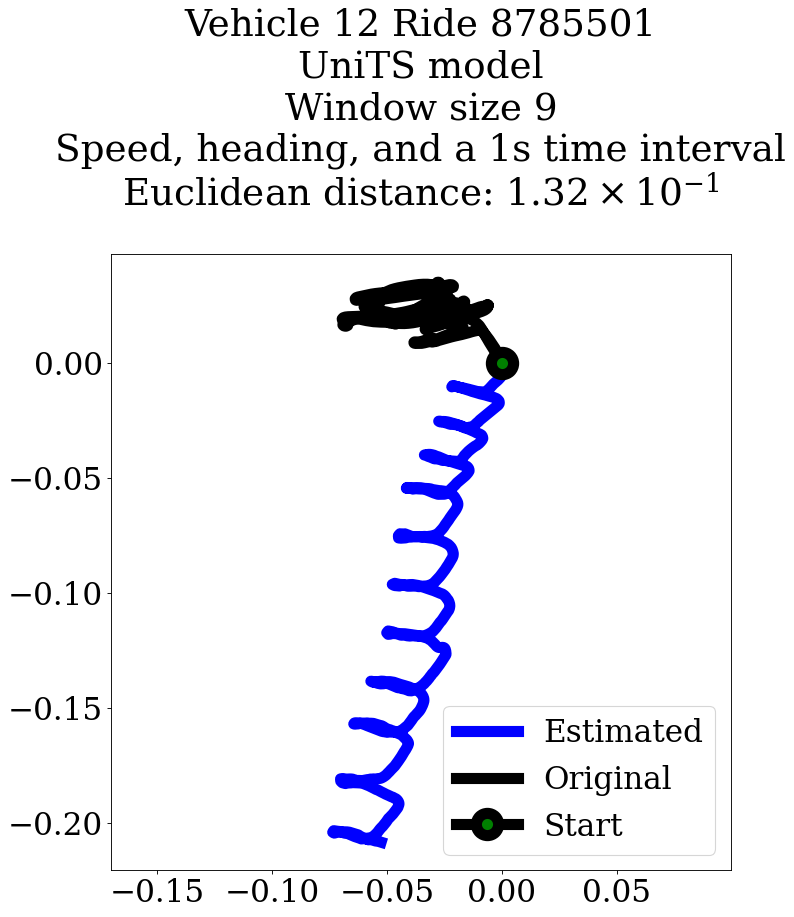 Vehicle 12 Ride 8785501
UniTS model
Window size 9
Speed, heading, and a 1s time interval
Euclidean distance: 1.32 × 10⁻¹
0.00
−0.05
−0.10
−0.15
−0.20
Estimated
Original
Start
−0.15 −0.10 −0.05 0.00 0.05